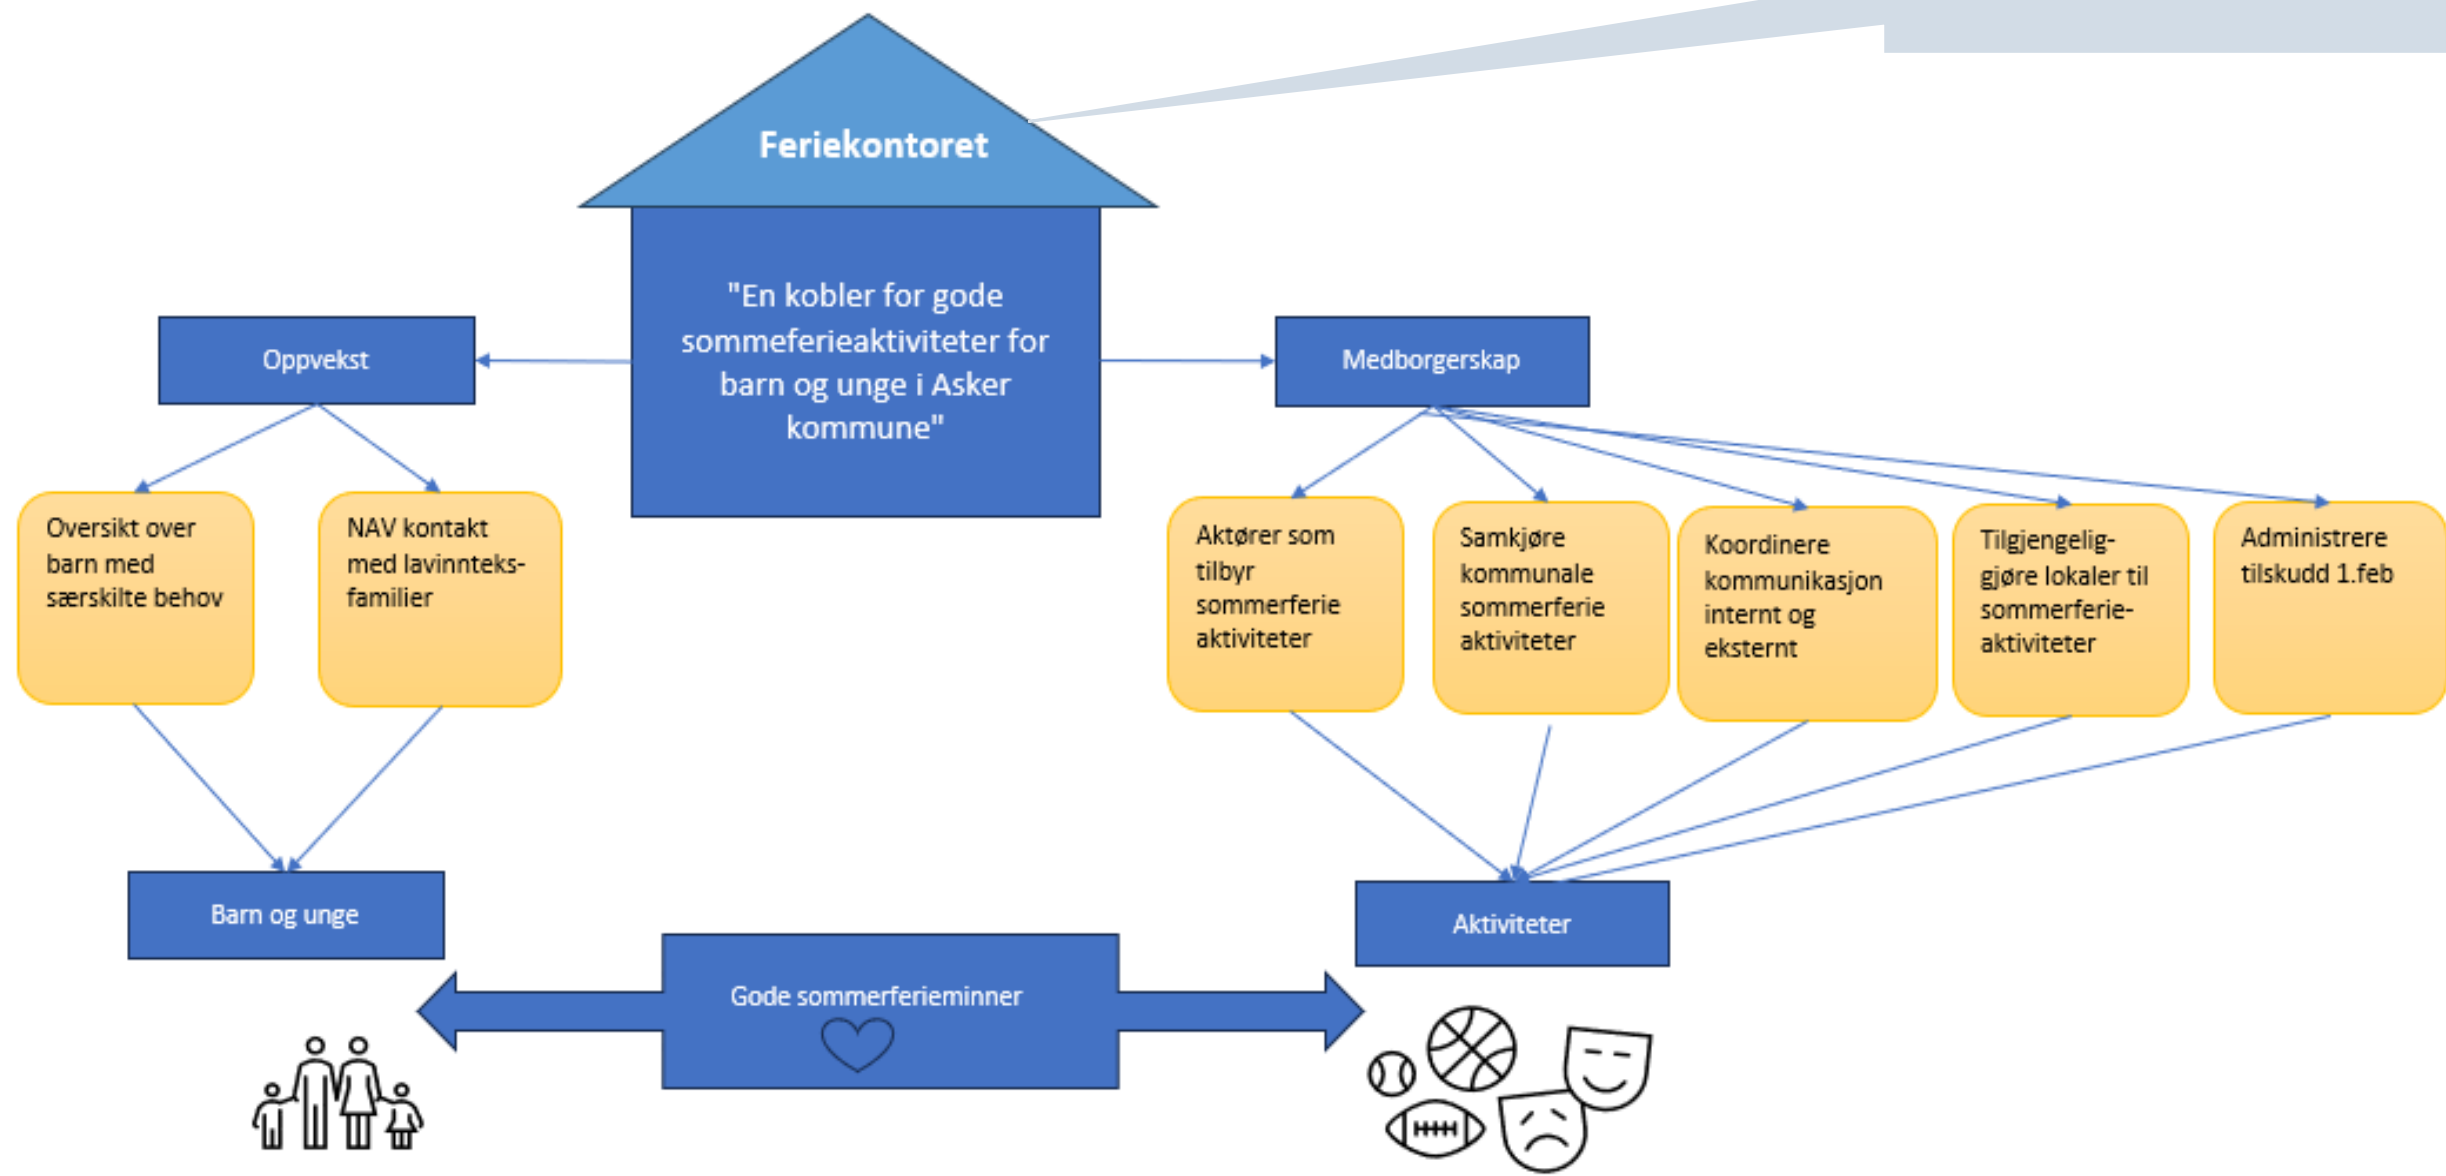 Feriekontoret
"En kobler for gode
sommeferieaktiviteter for
barn og unge i Asker
kommune"
Oppvekst
Medborgerskap
Oversikt over
barn med
særskilte behov
NAV kontakt
med lavinnteks-
familier
Aktører som
tilbyr
sommerferie
aktiviteter
Samkjøre
kommunale
sommerferie
aktiviteter
Koordinere
kommunikasjon
internt og
eksternt
Tilgjengelig-
gjøre lokaler til
sommerferie-
aktiviteter
Administrere
tilskudd 1.feb
Barn og unge
Aktiviteter
Gode sommerferieminner